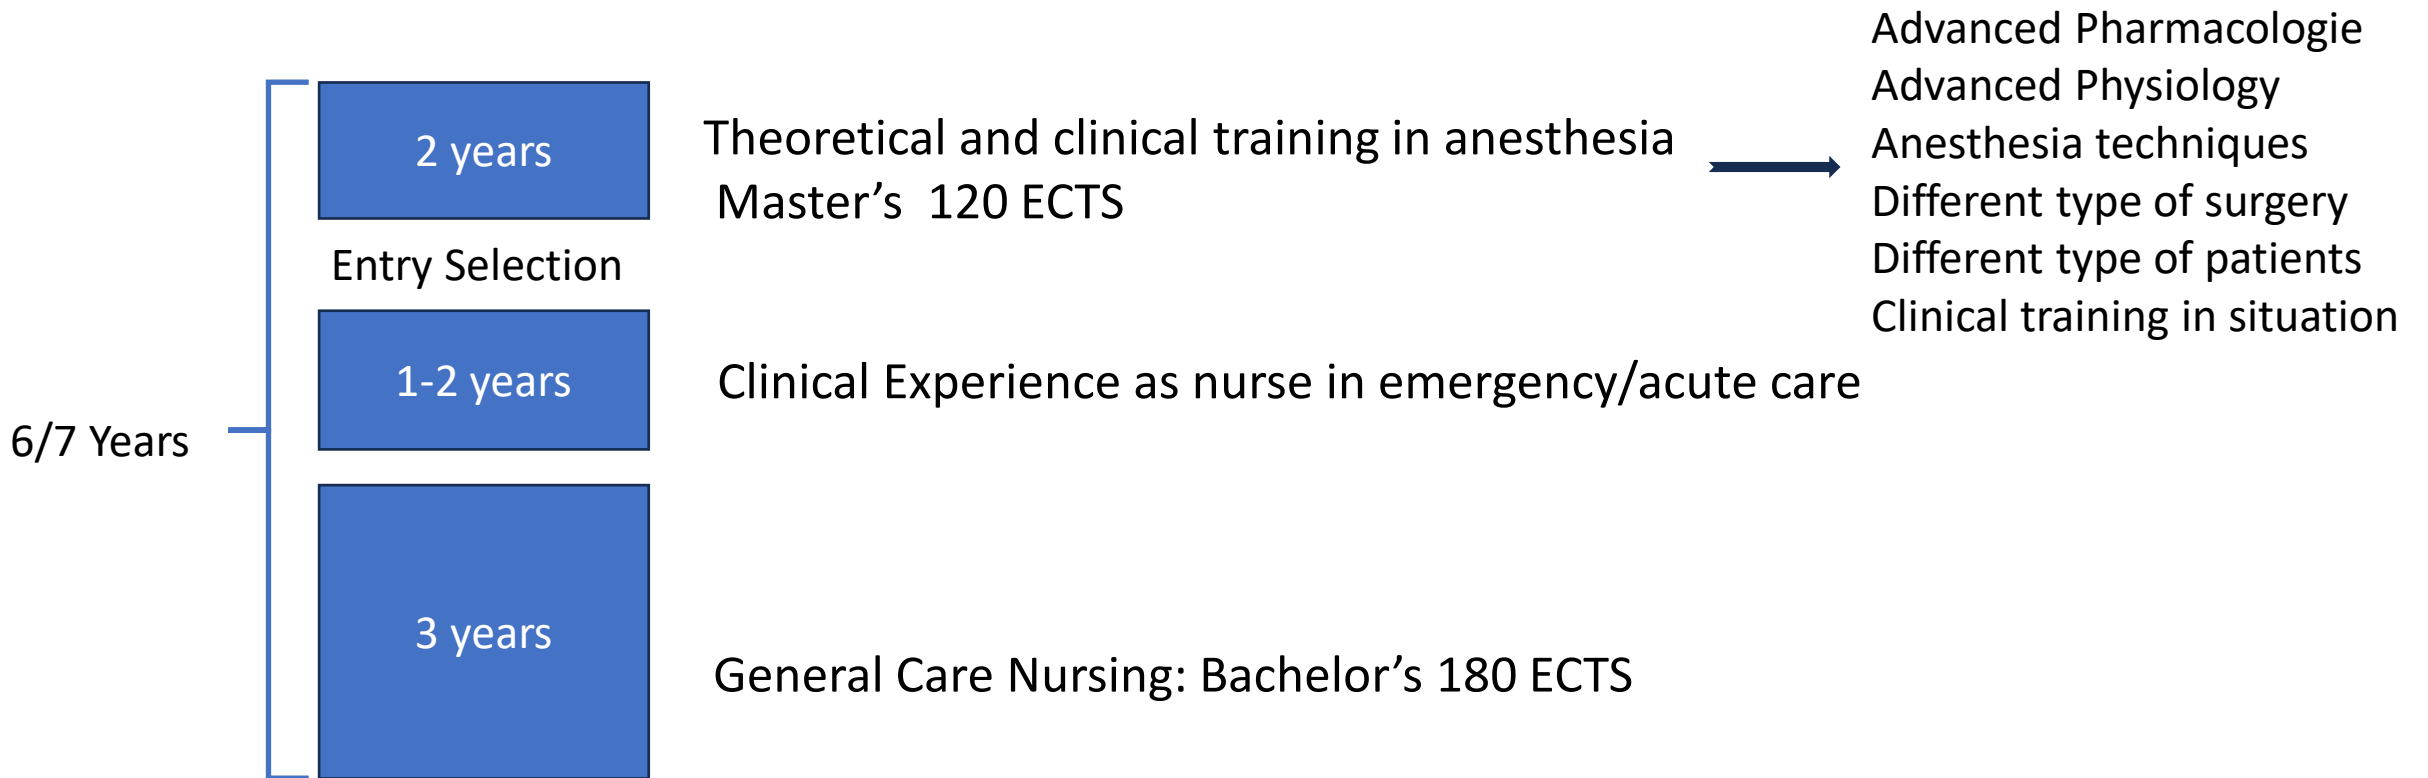 Advanced Pharmacologie
Advanced Physiology
Anesthesia techniques
Different type of surgery
Different type of patients
Clinical training in situation
2 years
Theoretical and clinical training in anesthesia
Master’s  120 ECTS
Entry Selection
1-2 years
Clinical Experience as nurse in emergency/acute care
6/7 Years
3 years
General Care Nursing: Bachelor’s 180 ECTS